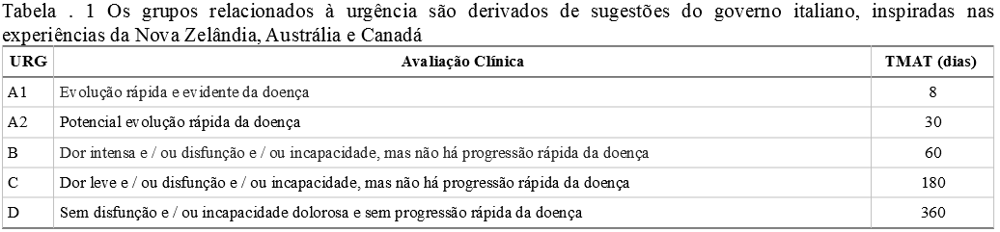 Tabela . 1 Os grupos relacionados à urgência são derivados de sugestões do governo italiano, inspiradas nas
experiências da Nova Zelândia, Austrália e Canadá
URG Avaliação Clínica TMAT (dias)
A1 Evolução rápida e evidente da doença 8
A2 Potencial evolução rápida da doença 30
B Dor intensa e / ou disfunção e / ou incapacidade, mas não há progressão rápida da doença 60
C Dor leve e / ou disfunção e / ou incapacidade, mas não há progressão rápida da doença 180
D Sem disfunção e / ou incapacidade dolorosa e sem progressão rápida da doença 360